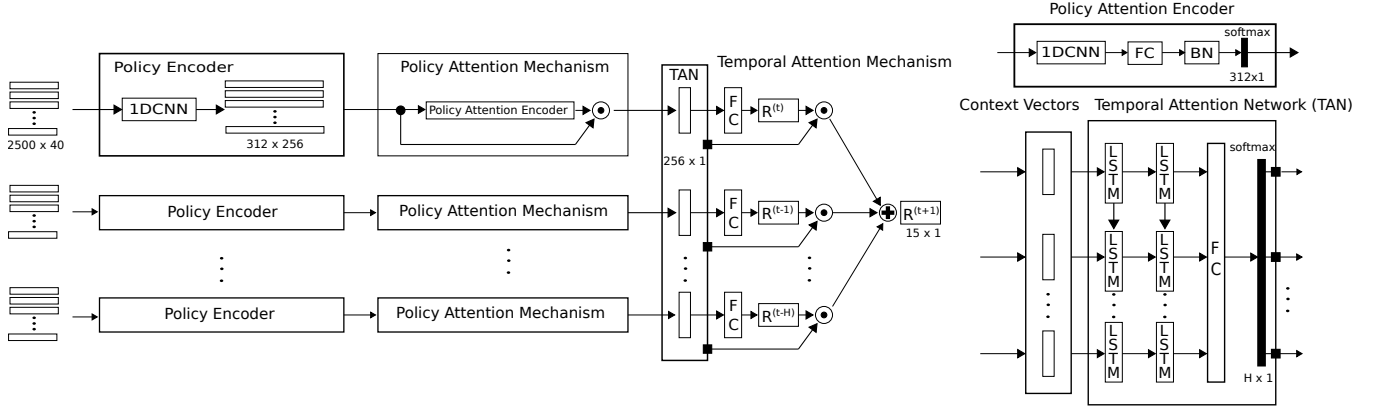 Policy Encoder
1DCNN
2500 x 40
312 x 256
Policy Attention Mechanism
Policy Attention Encoder
TAN
256 x 1
Temporal Attention Mechanism
F
C
R(t)
Policy Encoder
Policy Attention Mechanism
F
C
R(t-1)
R(t+1)
15 x 1
Policy Encoder
Policy Attention Mechanism
F
C
R(t-H)
Policy Attention Encoder
1DCNN
FC
BN
softmax
312x1
Context Vectors
Temporal Attention Network (TAN)
L
S
T
M
L
S
T
M
L
S
T
M
L
S
T
M
L
S
T
M
L
S
T
M
F
C
softmax
H x 1